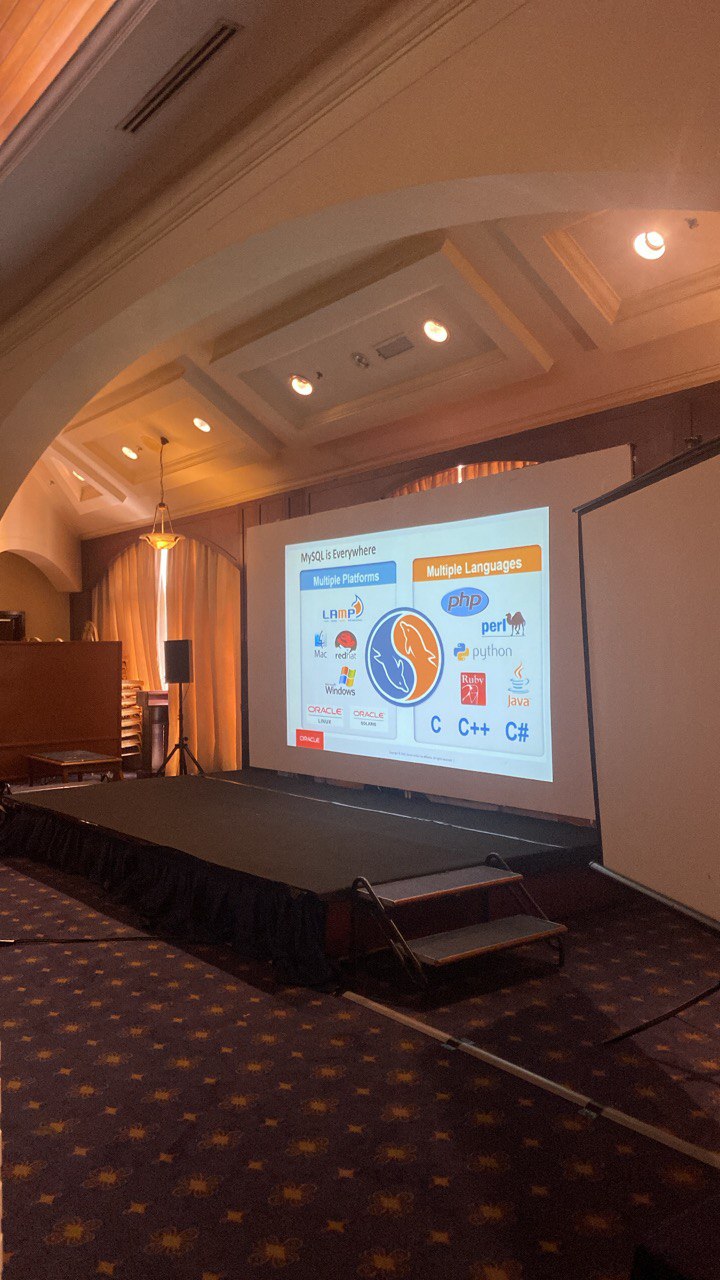 MySQL is Everywhere
Multiple Platforms
LAMP
Mac
redhat
Windows
ORACLE
LINUX
ORACLE
SOLARIS
Multiple Languages
php
perl
python
Ruby
Java
C
C++
C#
ORACLE